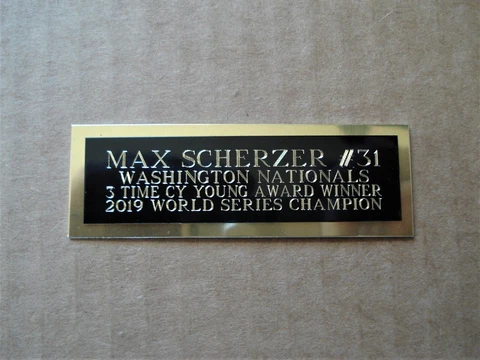 MAX SCHERZER #31
WASHINGTON NATIONALS
3 TIME CY YOUNG AWARD WINNER
2019 WORLD SERIES CHAMPION